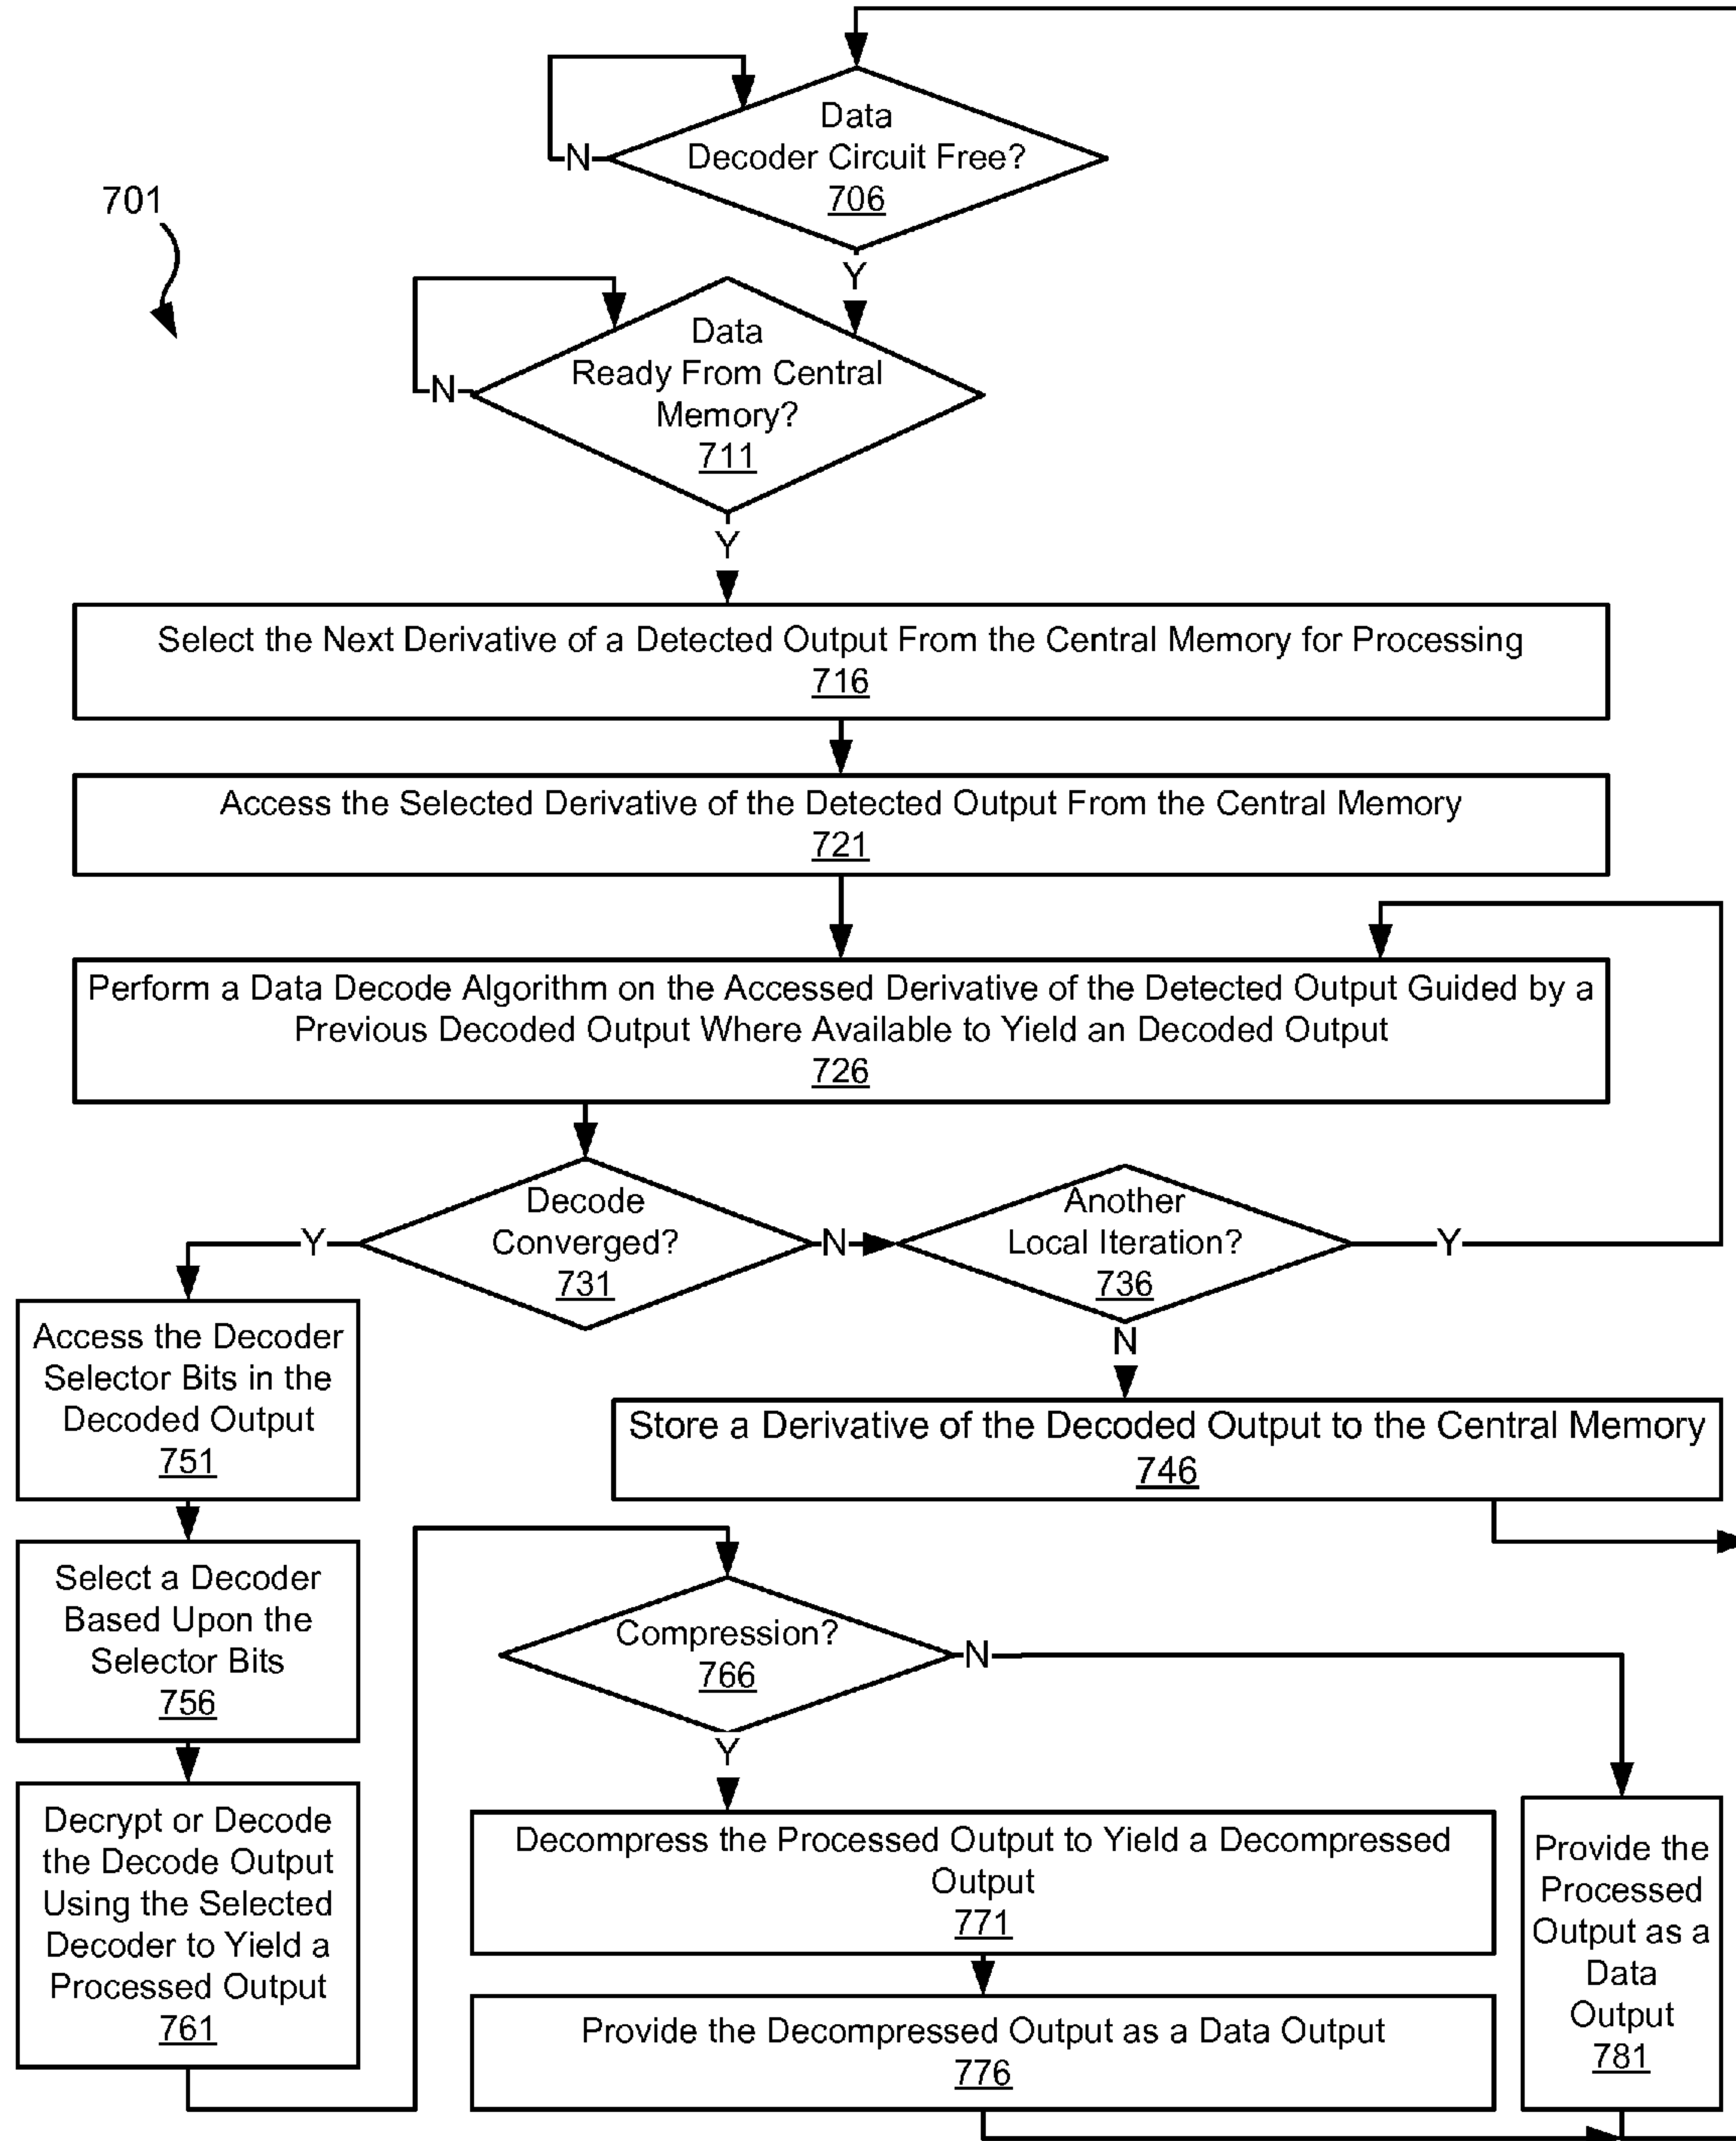 Data
Decoder Circuit Free?
706
N
701
Y
Data
Ready From Central
Memory?
711
N
Y
Select the Next Derivative of a Detected Output From the Central Memory for Processing
716
Access the Selected Derivative of the Detected Output From the Central Memory
721
Perform a Data Decode Algorithm on the Accessed Derivative of the Detected Output Guided by a
Previous Decoded Output Where Available to Yield an Decoded Output
726
Decode
Converged?
731
Y
N
Another
Local Iteration?
736
Y
N
Access the Decoder
Selector Bits in the
Decoded Output
751
Store a Derivative of the Decoded Output to the Central Memory
746
Select a Decoder
Based Upon the
Selector Bits
756
Compression?
766
N
Y
Decrypt or Decode
the Decode Output
Using the Selected
Decoder to Yield a
Processed Output
761
Decompress the Processed Output to Yield a Decompressed
Output
771
Provide the Decompressed Output as a Data Output
776
Provide the
Processed
Output as a
Data
Output
781